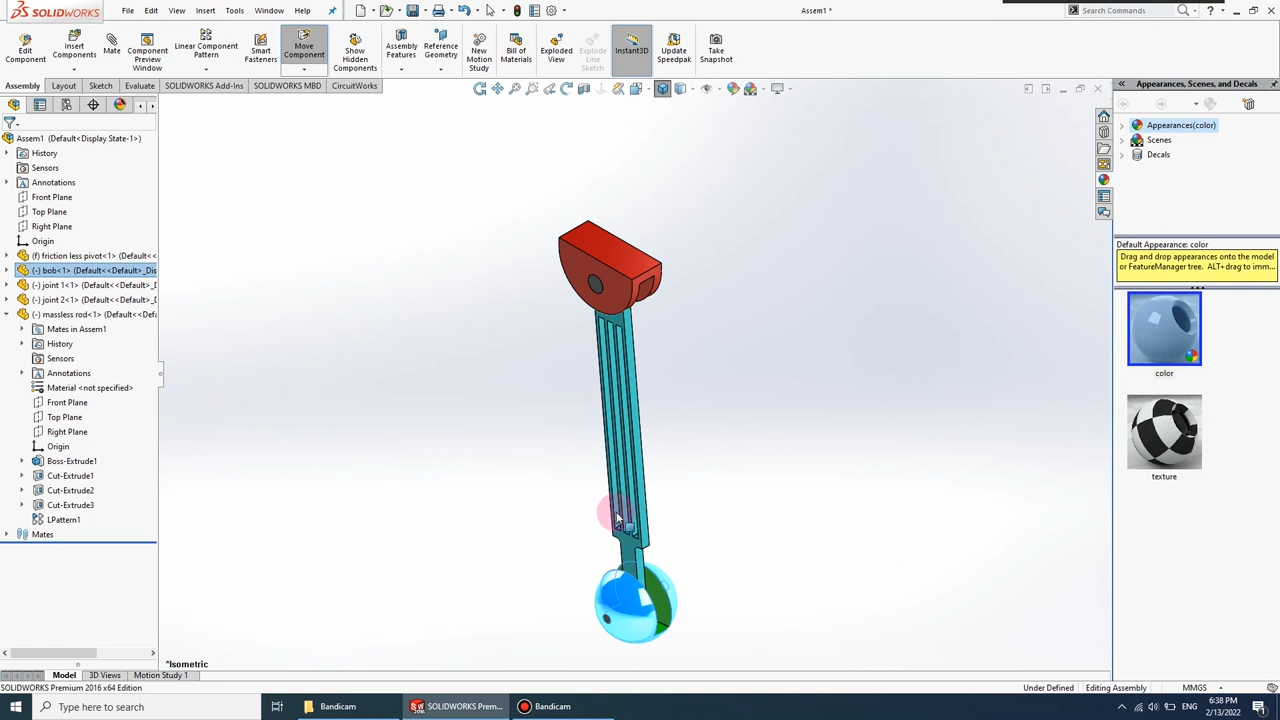 SOLIDWORKS
File Edit View Insert Tools Window Help
Assem1 *
Search Commands
Edit Component
Insert Components
Mate
Component Preview Window
Linear Component Pattern
Smart Fasteners
Move Component
Show Hidden Components
Assembly Features
Reference Geometry
New Motion Study
Bill of Materials
Exploded View
Explode Line Sketch
Instant3D
Update Speedpak
Take Snapshot
Assembly Layout Sketch Evaluate SOLIDWORKS Add-Ins SOLIDWORKS MBD CircuitWorks
Appearances, Scenes, and Decals
Assem1 (Default<Display State-1>)
History
Sensors
Annotations
Front Plane
Top Plane
Right Plane
Origin
(f) friction less pivot<1> (Default<<
(-) bob<1> (Default<<Default>_Dis
(-) joint 1<1> (Default<<Default>_D
(-) joint 2<1> (Default<<Default>_D
(-) massless rod<1> (Default<<Defa
Mates in Assem1
History
Sensors
Annotations
Material <not specified>
Front Plane
Top Plane
Right Plane
Origin
Boss-Extrude1
Cut-Extrude1
Cut-Extrude2
Cut-Extrude3
LPattern1
Mates
Appearances(color)
Scenes
Decals
Default Appearance: color
Drag and drop appearances onto the model
or FeatureManager tree. ALT+drag to imm...
color
texture
*Isometric
Model 3D Views Motion Study 1
SOLIDWORKS Premium 2016 x64 Edition
Under Defined Editing Assembly MMGS
Type here to search
Bandicam
SOLIDWORKS Prem...
Bandicam
ENG
6:38 PM
2/13/2022